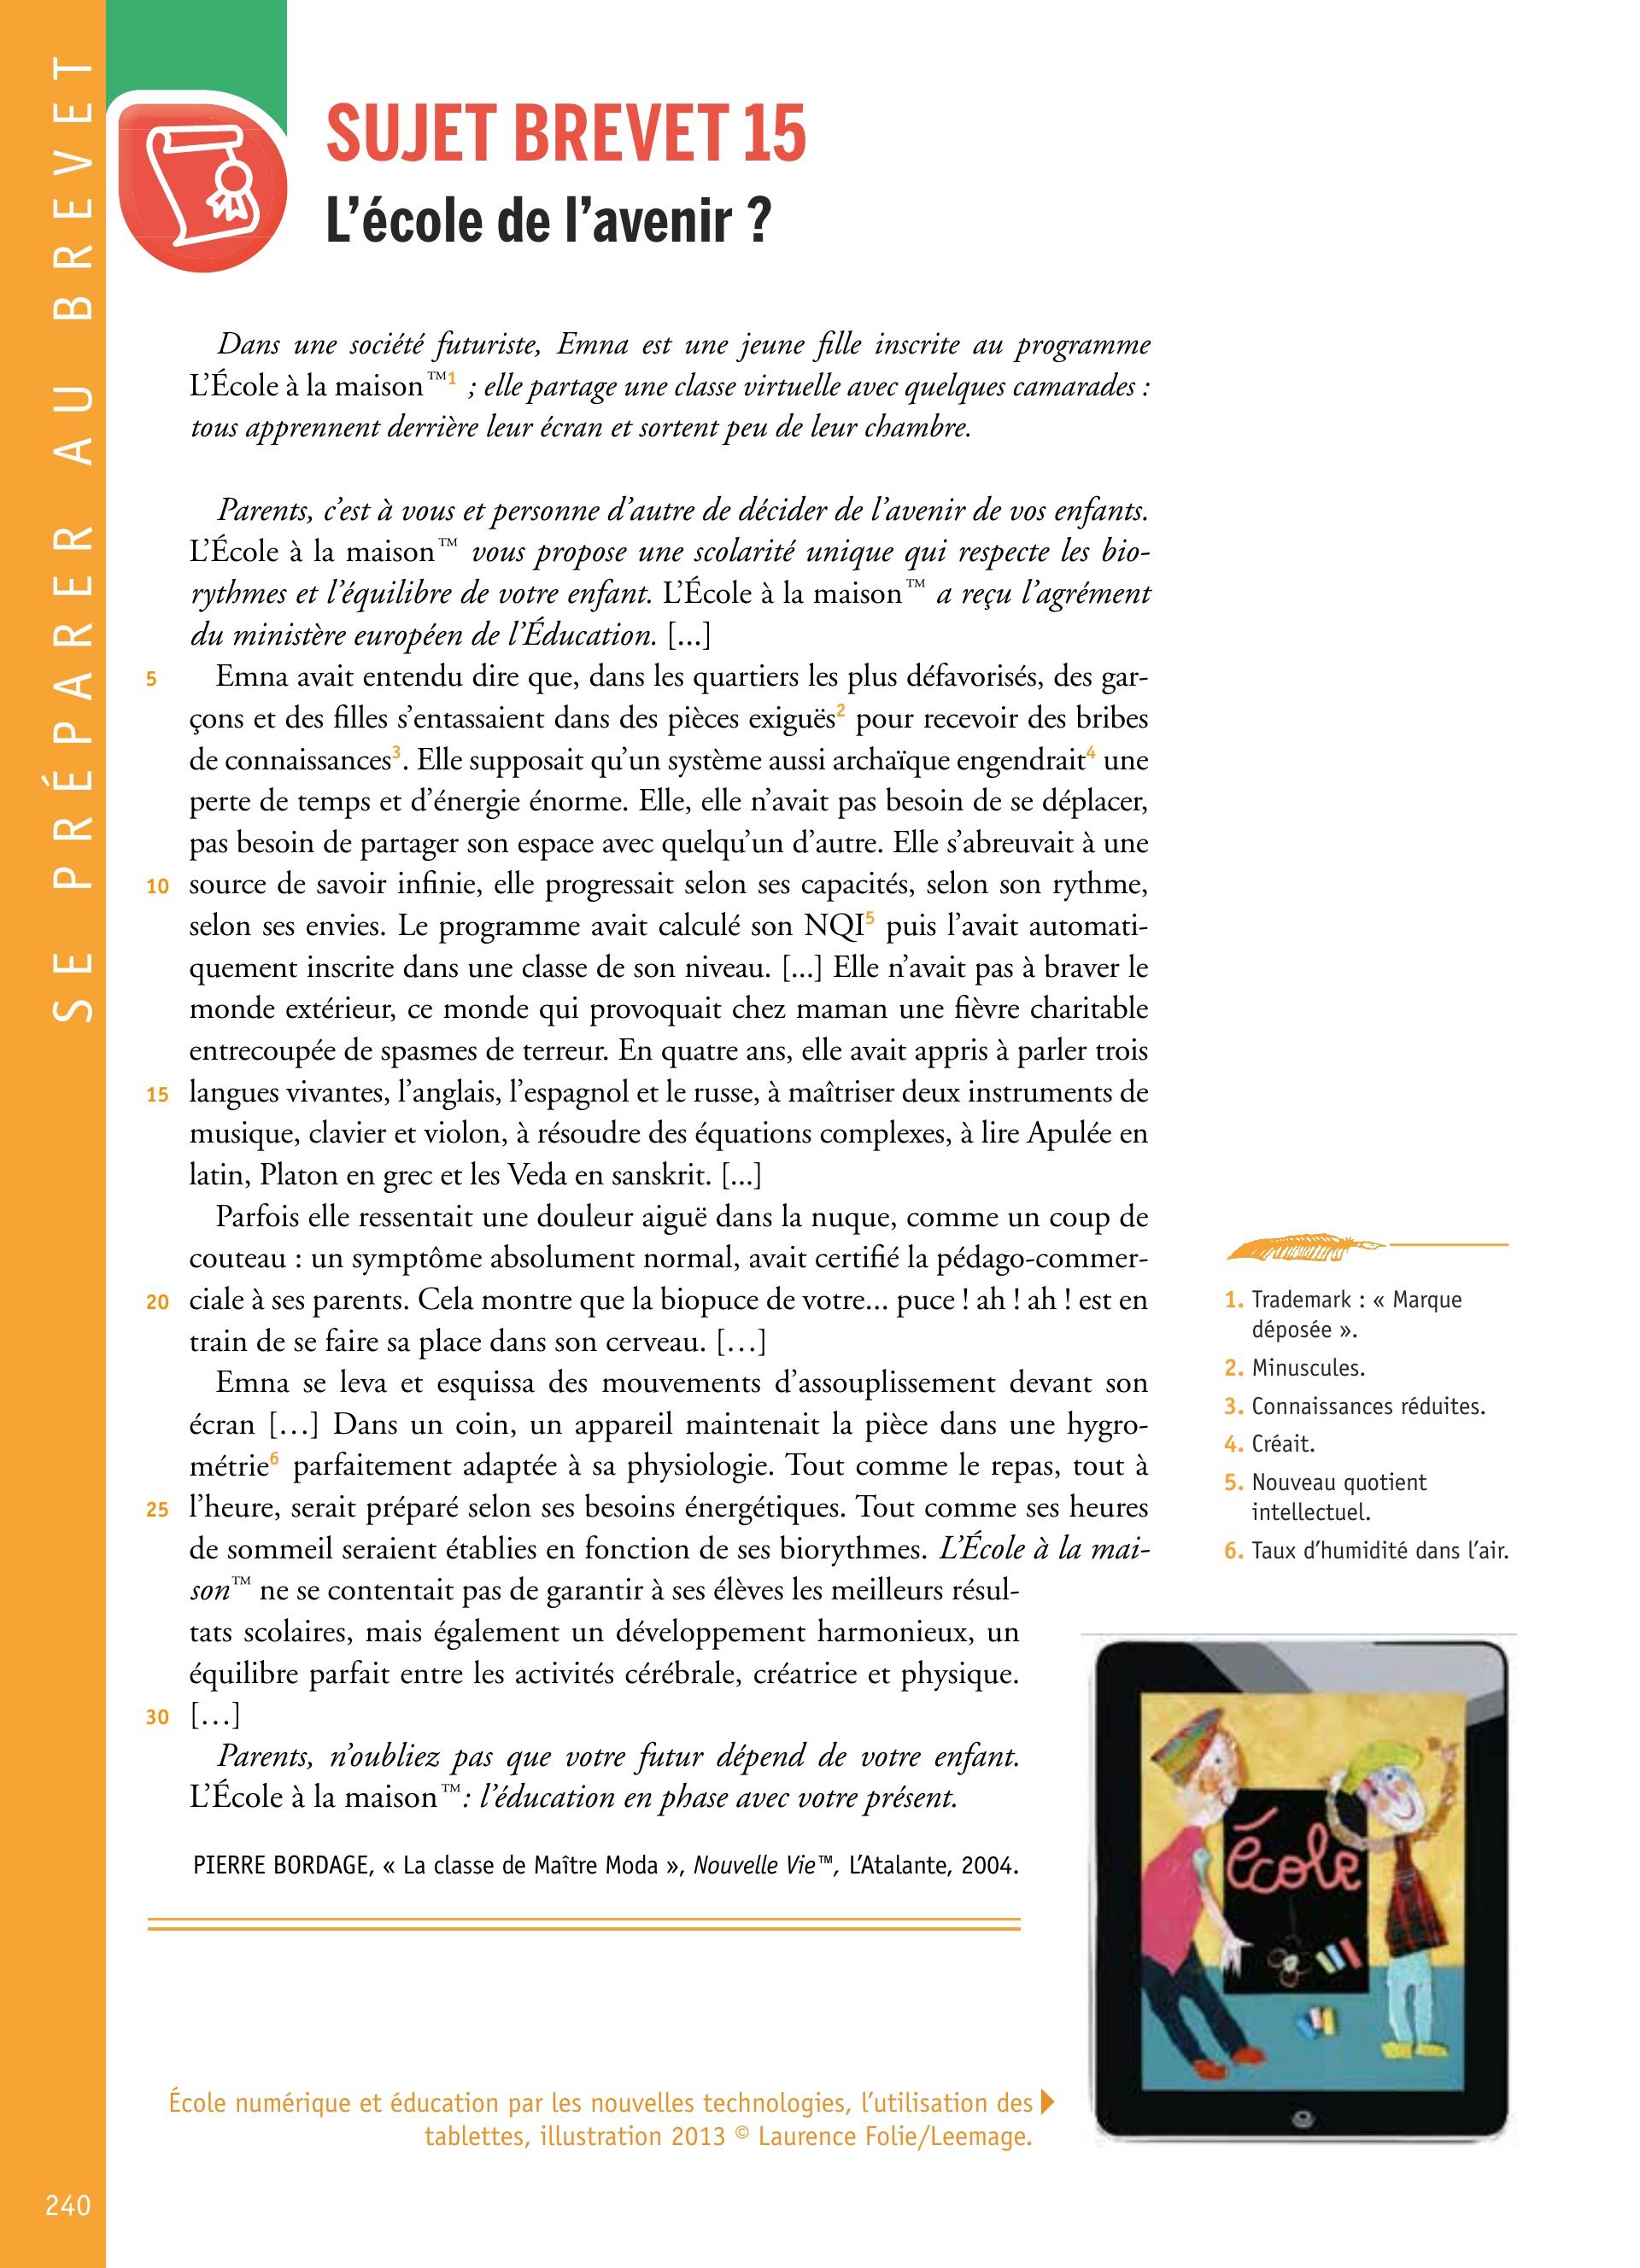 SE PRÉPARER AU BREVET
SUJET BREVET 15
L'école de l'avenir ?
Dans une société futuriste, Emna est une jeune fille inscrite au programme
L'École à la maison™1 ; elle partage une classe virtuelle avec quelques camarades :
tous apprennent derrière leur écran et sortent peu de leur chambre.
Parents, c'est à vous et personne d'autre de décider de l'avenir de vos enfants.
L'École à la maison™ vous propose une scolarité unique qui respecte les bio-
rythmes et l'équilibre de votre enfant. L'École à la maison™ a reçu l'agrément
du ministère européen de l'Éducation. [...]
5 Emna avait entendu dire que, dans les quartiers les plus défavorisés, des gar-
çons et des filles s'entassaient dans des pièces exiguës2 pour recevoir des bribes
de connaissances3. Elle supposait qu'un système aussi archaïque engendrait4 une
perte de temps et d'énergie énorme. Elle, elle n'avait pas besoin de se déplacer,
pas besoin de partager son espace avec quelqu'un d'autre. Elle s'abreuvait à une
10 source de savoir infinie, elle progressait selon ses capacités, selon son rythme,
selon ses envies. Le programme avait calculé son NQI5 puis l'avait automati-
quement inscrite dans une classe de son niveau. [...] Elle n'avait pas à braver le
monde extérieur, ce monde qui provoquait chez maman une fièvre charitable
entrecoupée de spasmes de terreur. En quatre ans, elle avait appris à parler trois
15 langues vivantes, l'anglais, l'espagnol et le russe, à maîtriser deux instruments de
musique, clavier et violon, à résoudre des équations complexes, à lire Apulée en
latin, Platon en grec et les Veda en sanskrit. [...]
Parfois elle ressentait une douleur aiguë dans la nuque, comme un coup de
couteau : un symptôme absolument normal, avait certifié la pédago-commer-
20 ciale à ses parents. Cela montre que la biopuce de votre... puce ! ah ! ah ! est en
train de se faire sa place dans son cerveau. [...]
Emna se leva et esquissa des mouvements d'assouplissement devant son
écran [...] Dans un coin, un appareil maintenait la pièce dans une hygro-
métrie6 parfaitement adaptée à sa physiologie. Tout comme le repas, tout à
25 l'heure, serait préparé selon ses besoins énergétiques. Tout comme ses heures
de sommeil seraient établies en fonction de ses biorythmes. L'École à la mai-
son™ ne se contentait pas de garantir à ses élèves les meilleurs résul-
tats scolaires, mais également un développement harmonieux, un
équilibre parfait entre les activités cérébrale, créatrice et physique.
30 [...]
Parents, n'oubliez pas que votre futur dépend de votre enfant.
L'École à la maison™: l'éducation en phase avec votre présent.
PIERRE BORDAGE, « La classe de Maître Moda », Nouvelle Vie™, L'Atalante, 2004.
1. Trademark : « Marque
déposée ».
2. Minuscules.
3. Connaissances réduites.
4. Créait.
5. Nouveau quotient
intellectuel.
6. Taux d'humidité dans l'air.
école
École numérique et éducation par les nouvelles technologies, l'utilisation des
tablettes, illustration 2013 © Laurence Folie/Leemage.
240